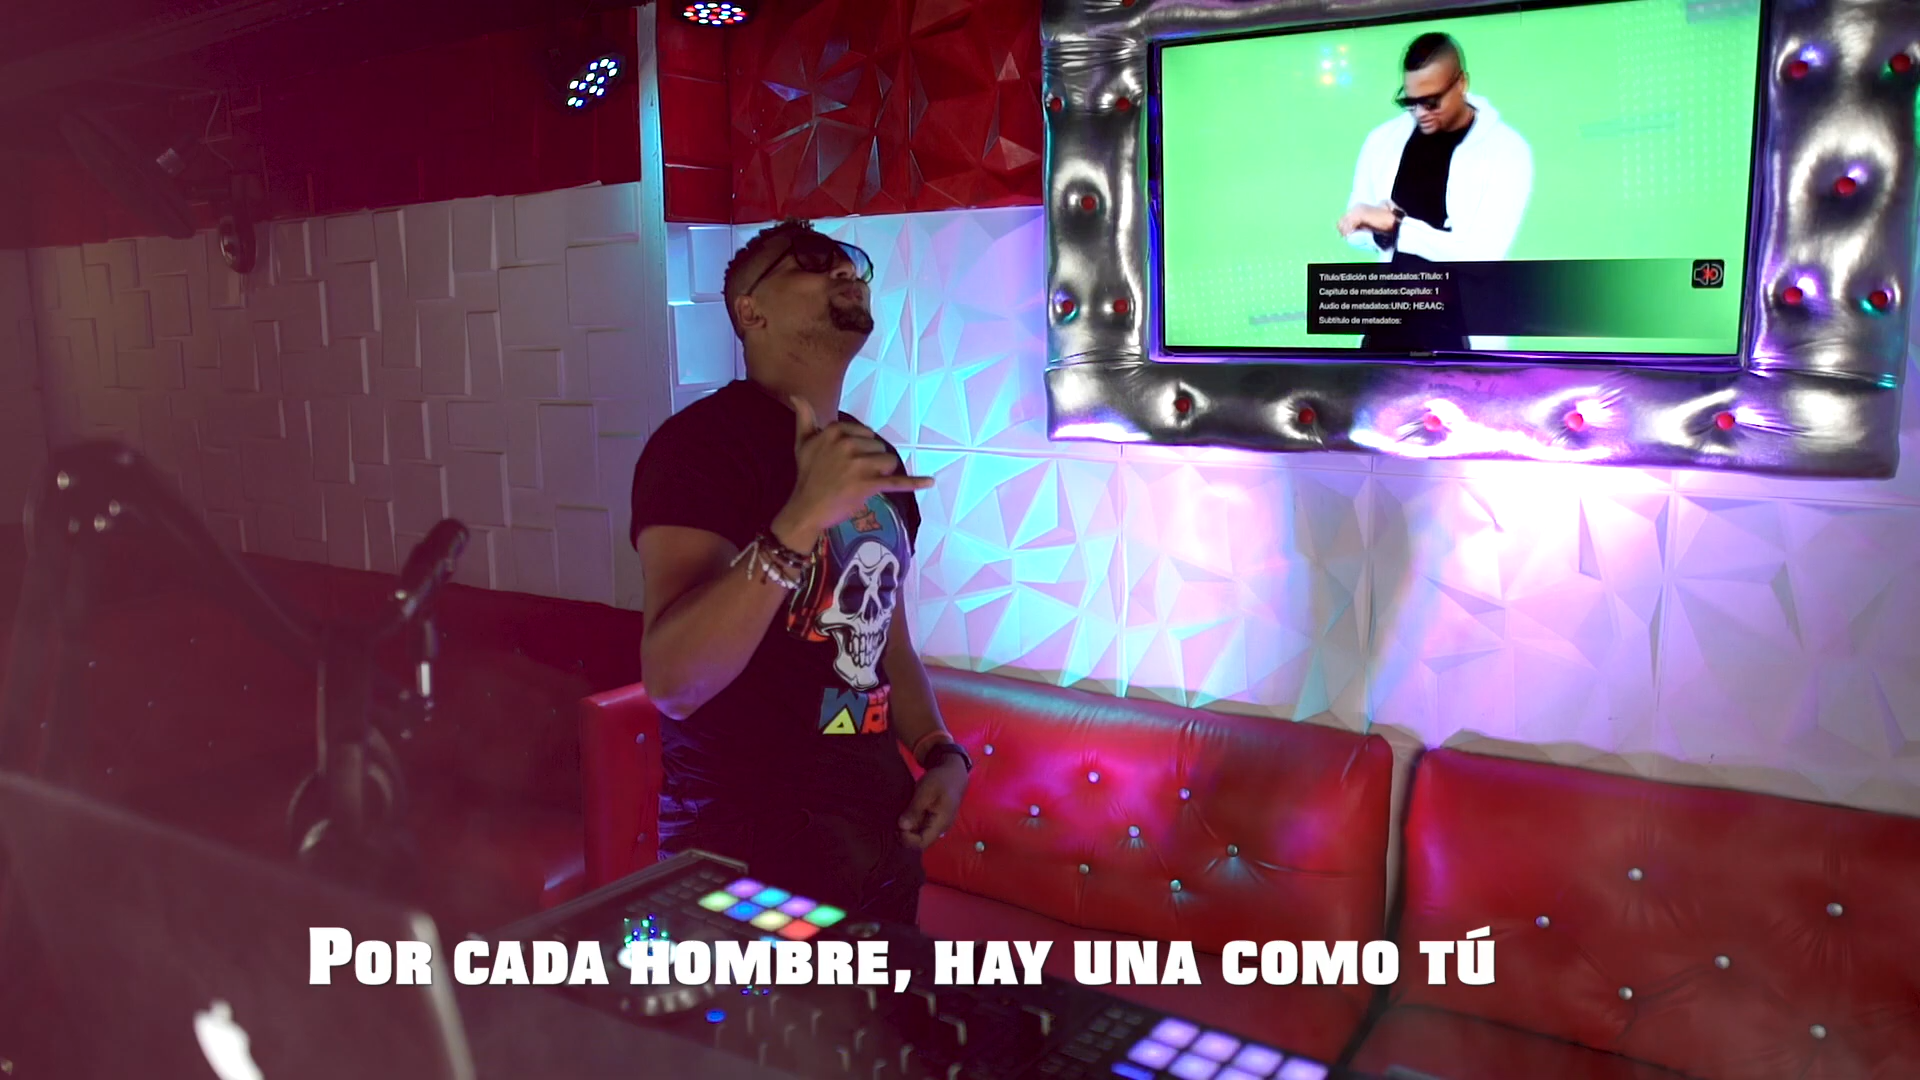 Título/Edición de metadatos:Título: 1
Capítulo de metadatos:Capítulo: 1
Audio de metadatos:UND; HEAAC;
Subtítulo de metadatos:
POR CADA HOMBRE, HAY UNA COMO TÚ